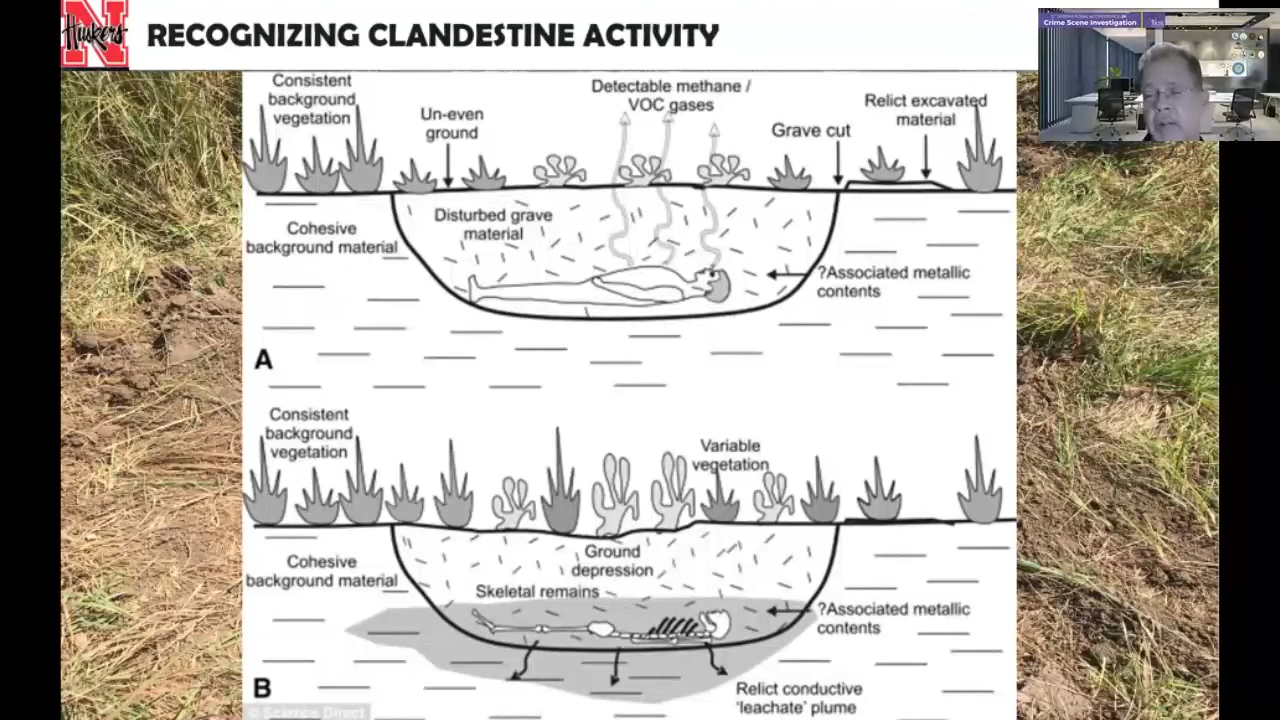 Huskers
RECOGNIZING CLANDESTINE ACTIVITY
Crime Scene Investigation
Consistent
background
vegetation
Un-even
ground
Detectable methane /
VOC gases
Grave cut
Relict excavated
material
Cohesive
background material
Disturbed grave
material
?Associated metallic
contents
A
Consistent
background
vegetation
Variable
vegetation
Cohesive
background material
Ground
depression
Skeletal remains
?Associated metallic
contents
B
Relict conductive
'leachate' plume
© Science Direct